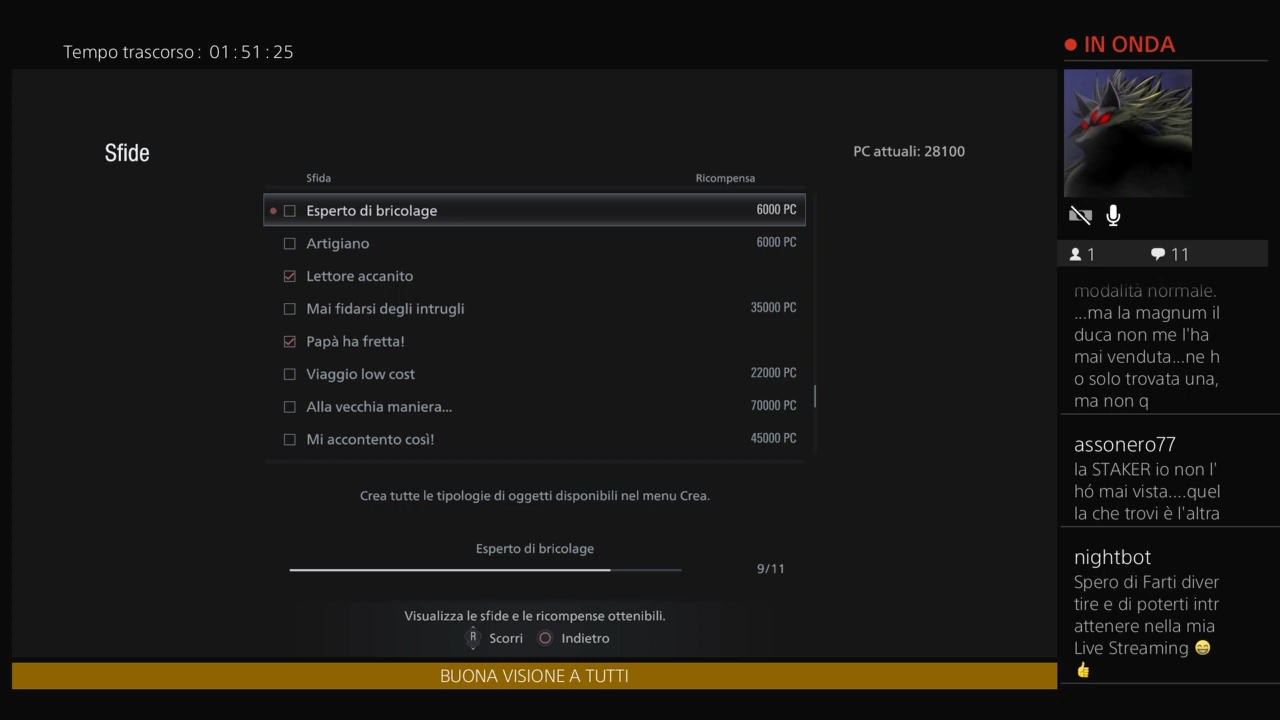 Tempo trascorso: 01:51:25
IN ONDA
Sfide
PC attuali: 28100
Sfida Ricompensa
Esperto di bricolage 6000 PC
Artigiano 6000 PC
Lettore accanito
Mai fidarsi degli intrugli 35000 PC
Papà ha fretta!
Viaggio low cost 22000 PC
Alla vecchia maniera... 70000 PC
Mi accontento così! 45000 PC
Crea tutte le tipologie di oggetti disponibili nel menu Crea.
Esperto di bricolage
9/11
Visualizza le sfide e le ricompense ottenibili.
R Scorri Indietro
BUONA VISIONE A TUTTI
1 11
modalità normale.
...ma la magnum il
duca non me l'ha
mai venduta...ne h
o solo trovata una,
ma non q
assonero77
la STAKER io non l'
hó mai vista....quel
la che trovi è l'altra
nightbot
Spero di Farti diver
tire e di poterti intr
attenere nella mia
Live Streaming 😁
👍